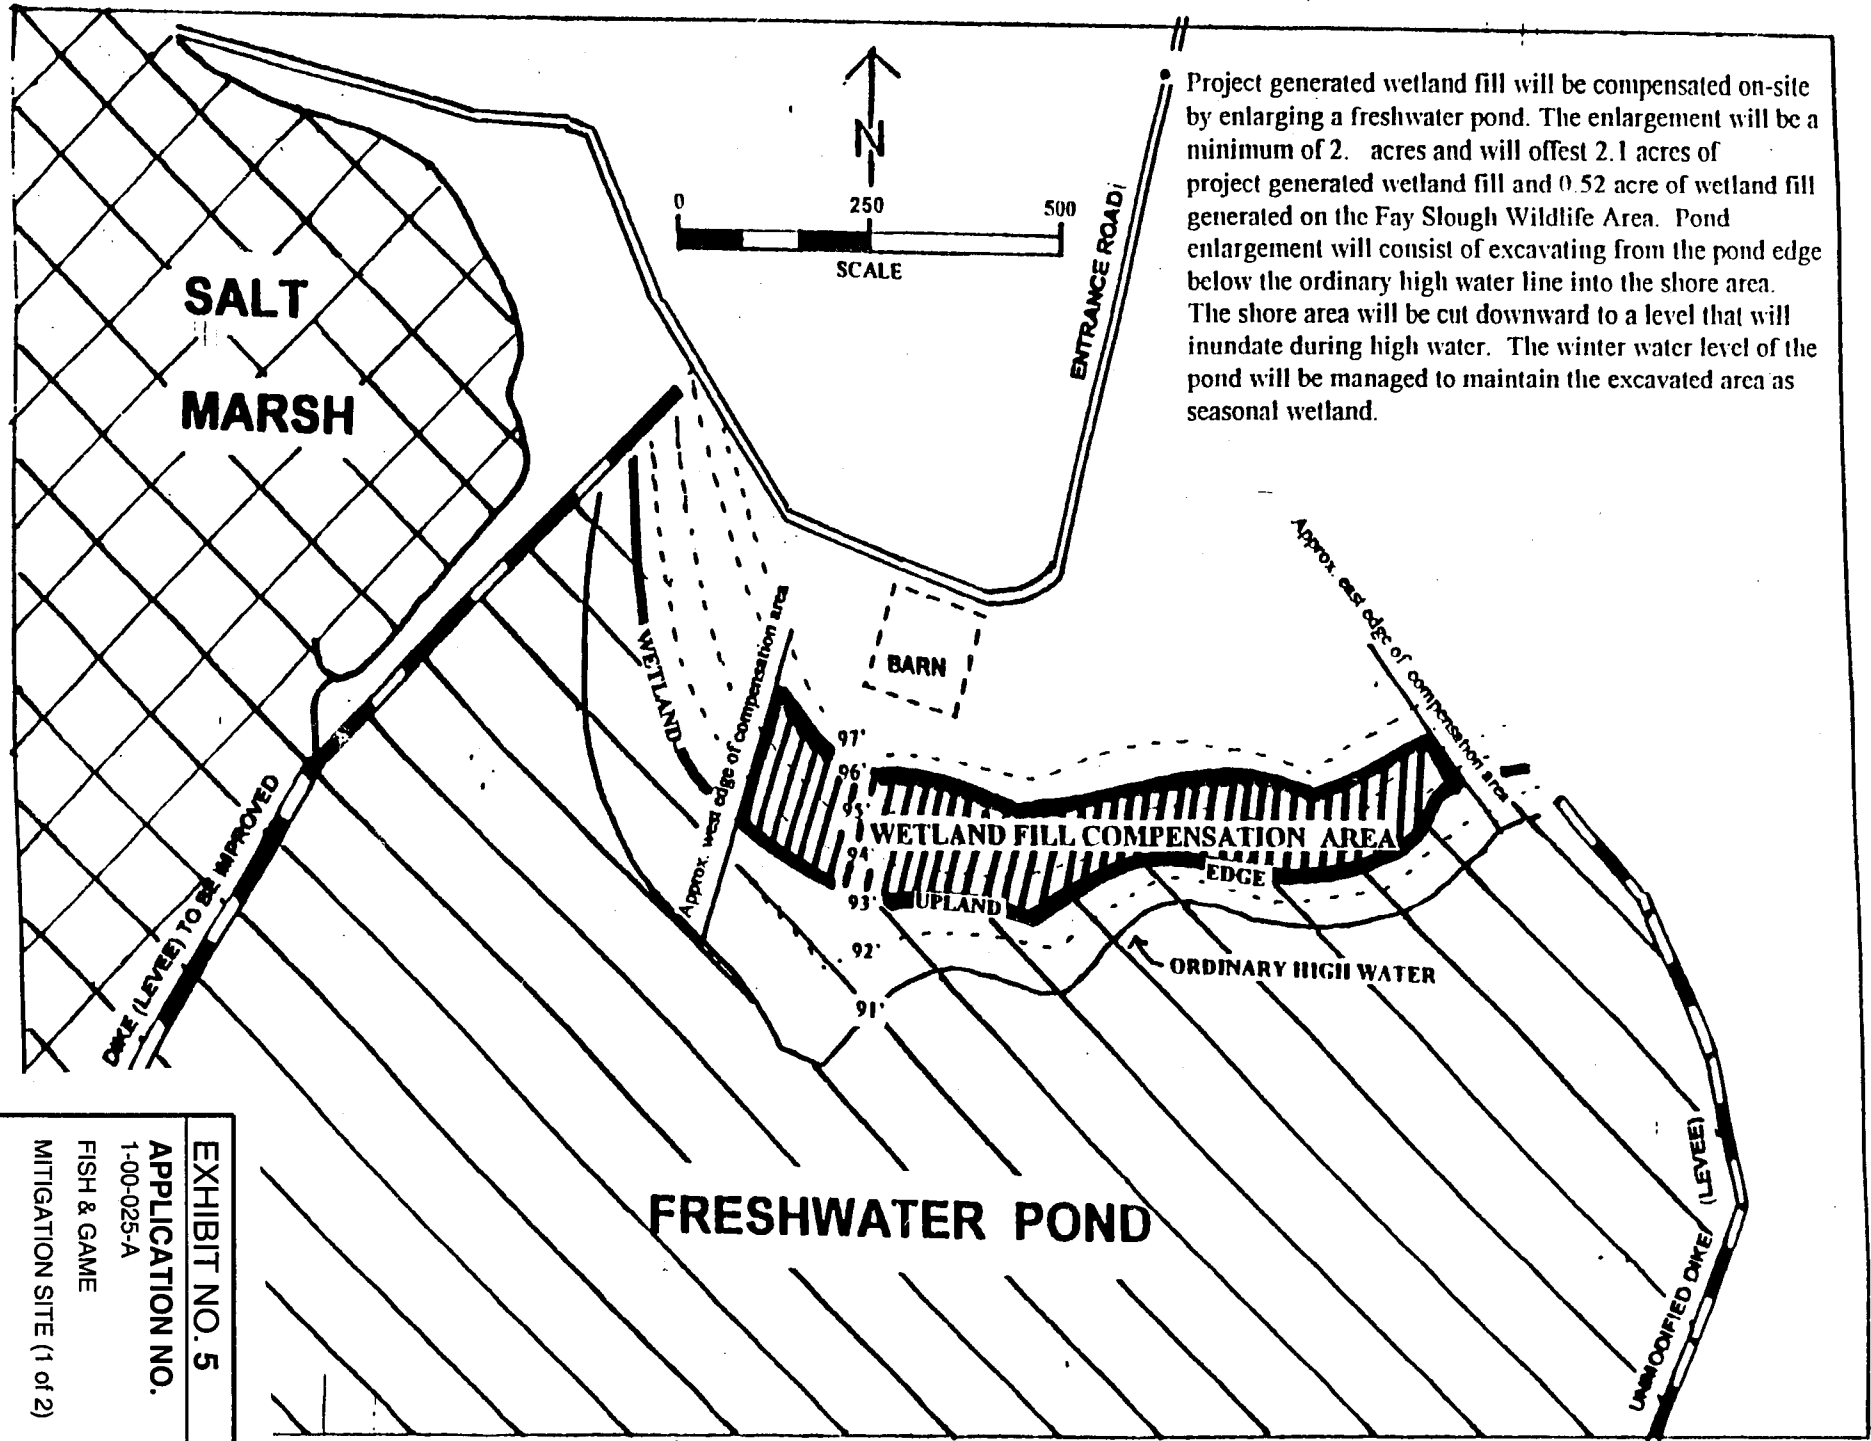 Project generated wetland fill will be compensated on-site
by enlarging a freshwater pond. The enlargement will be a
minimum of 2. acres and will offest 2.1 acres of
project generated wetland fill and 0.52 acre of wetland fill
generated on the Fay Slough Wildlife Area. Pond
enlargement will consist of excavating from the pond edge
below the ordinary high water line into the shore area.
The shore area will be cut downward to a level that will
inundate during high water. The winter water level of the
pond will be managed to maintain the excavated area as
seasonal wetland.
N
0 250 500
SCALE
ENTRANCE ROAD
SALT
MARSH
WETLAND
Approx. west edge of compensation area
BARN
Approx. east edge of compensation area
97'
96'
95'
94'
93'
92'
91'
WETLAND FILL COMPENSATION AREA
UPLAND
EDGE
ORDINARY HIGH WATER
DIKE (LEVEE) TO BE IMPROVED
FRESHWATER POND
UNMODIFIED DIKE (LEVEE)
EXHIBIT NO. 5
APPLICATION NO.
1-00-025-A
FISH & GAME
MITIGATION SITE (1 of 2)